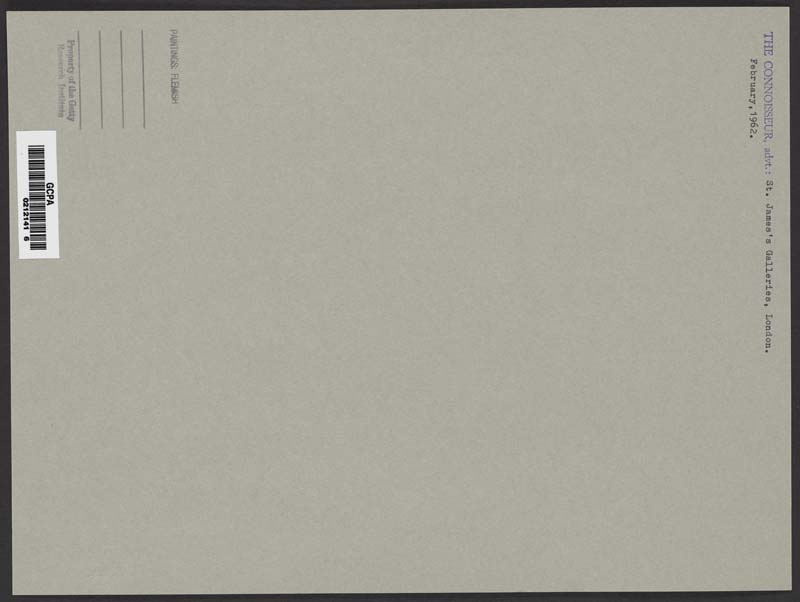 THE CONNOISSEUR, advt.: St. James's Galleries, London.
February,1962.
PAINTINGS: FLEMISH
Property of the Getty
Research Institute
GCPA
0212141 6